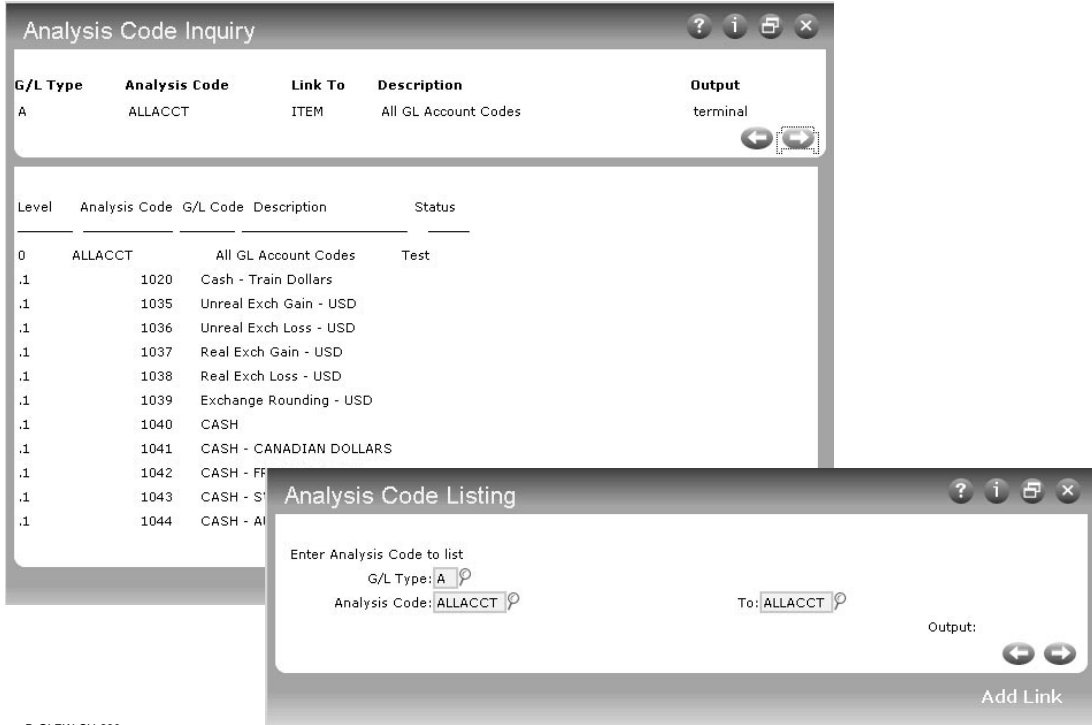 Analysis Code Inquiry
G/L Type Analysis Code Link To Description Output
A ALLACCT ITEM All GL Account Codes terminal
Level Analysis Code G/L Code Description Status
0 ALLACCT All GL Account Codes Test
.1 1020 Cash - Train Dollars
.1 1035 Unreal Exch Gain - USD
.1 1036 Unreal Exch Loss - USD
.1 1037 Real Exch Gain - USD
.1 1038 Real Exch Loss - USD
.1 1039 Exchange Rounding - USD
.1 1040 CASH
.1 1041 CASH - CANADIAN DOLLARS
.1 1042 CASH -
.1 1043 CASH -
.1 1044 CASH -
Analysis Code Listing
Enter Analysis Code to list
G/L Type: A
Analysis Code: ALLACCT To: ALLACCT
Output:
Add Link